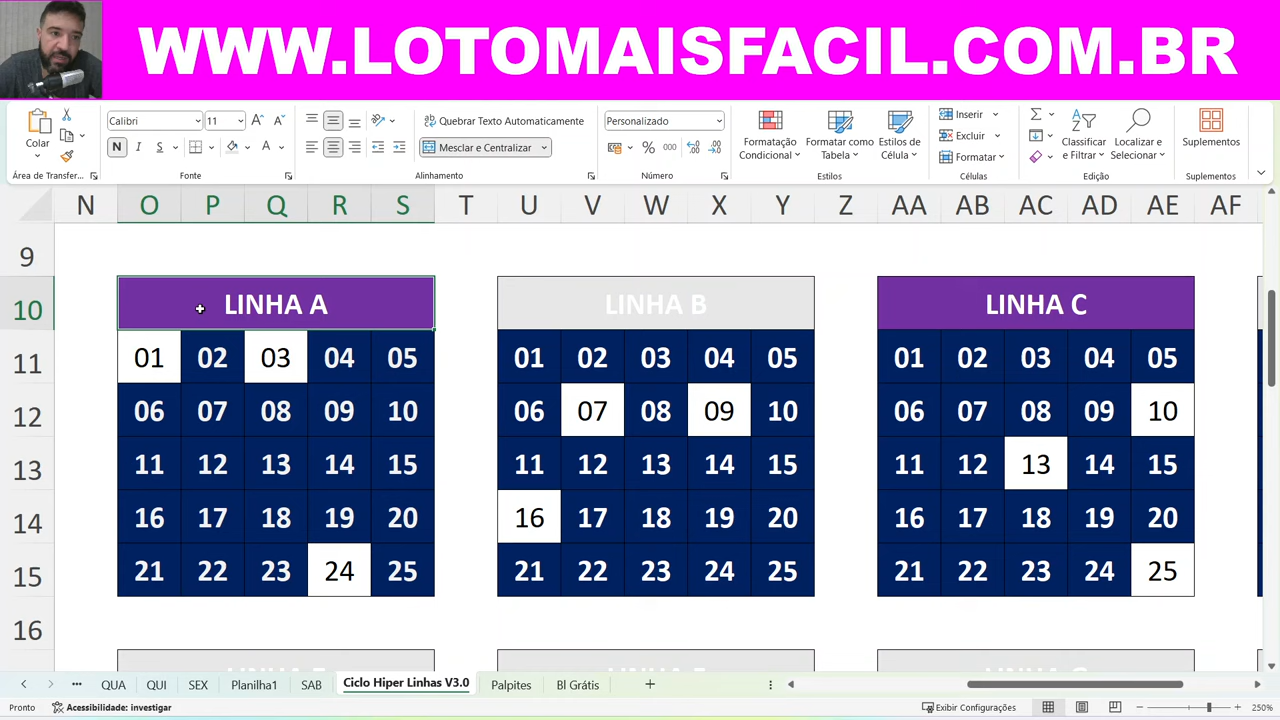 WWW.LOTOMAISFACIL.COM.BR
Colar
Área de Transfer...
Calibri 11
N I S
Fonte
Quebrar Texto Automaticamente
Mesclar e Centralizar
Alinhamento
Personalizado
% 000
Número
Formatação Condicional
Formatar como Tabela
Estilos de Célula
Estilos
Inserir
Excluir
Formatar
Células
Classificar e Filtrar
Localizar e Selecionar
Edição
Suplementos
Suplementos
N O P Q R S T U V W X Y Z AA AB AC AD AE AF
9
10 LINHA A LINHA B LINHA C
11 01 02 03 04 05 01 02 03 04 05 01 02 03 04 05
12 06 07 08 09 10 06 07 08 09 10 06 07 08 09 10
13 11 12 13 14 15 11 12 13 14 15 11 12 13 14 15
14 16 17 18 19 20 16 17 18 19 20 16 17 18 19 20
15 21 22 23 24 25 21 22 23 24 25 21 22 23 24 25
16
... QUA QUI SEX Planilha1 SAB Ciclo Hiper Linhas V3.0 Palpites Bl Grátis
Pronto Acessibilidade: investigar Exibir Configurações 250%